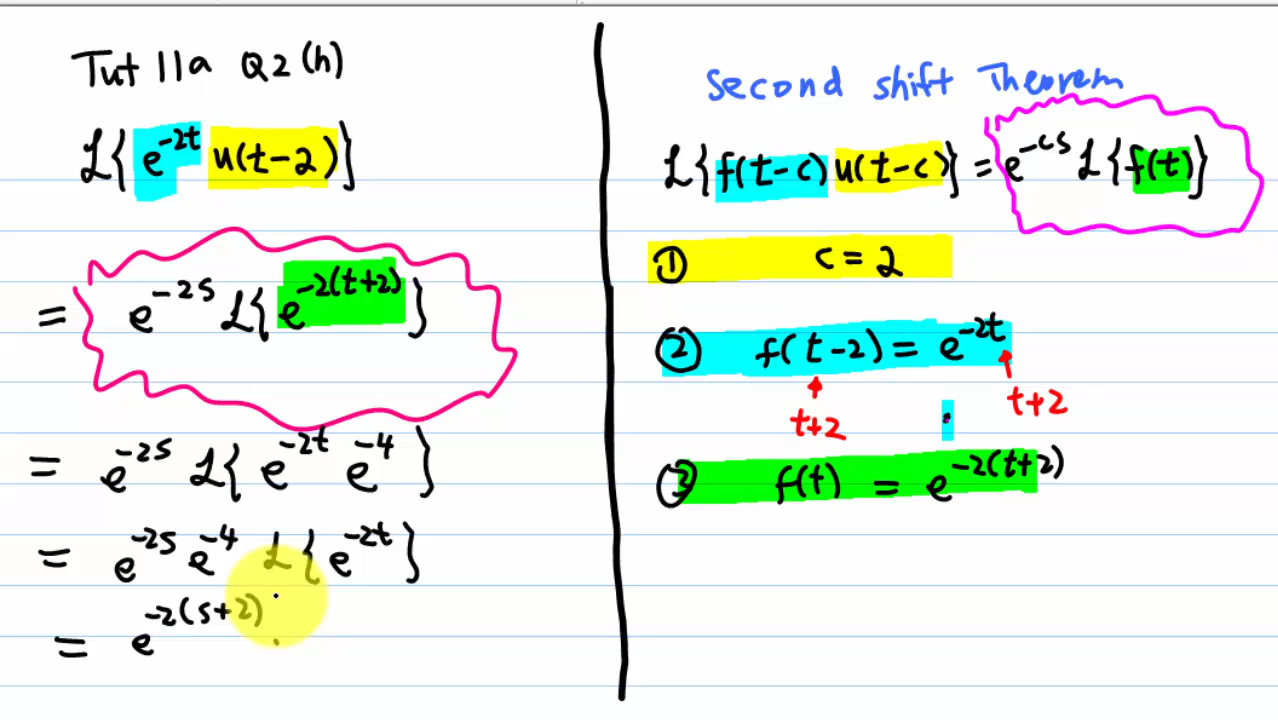 Tut 11a Q2(h)
ℒ{e^-2t u(t-2)}
= e^-2s ℒ{e^-2(t+2)}
= e^-2s ℒ{e^-2t e^-4}
= e^-2s e^-4 ℒ{e^-2t}
= e^-2(s+2) .
Second shift Theorem
ℒ{f(t-c) u(t-c)} = e^-cs ℒ{f(t)}
① c = 2
② f(t-2) = e^-2t
t+2 t+2
③ f(t) = e^-2(t+2)